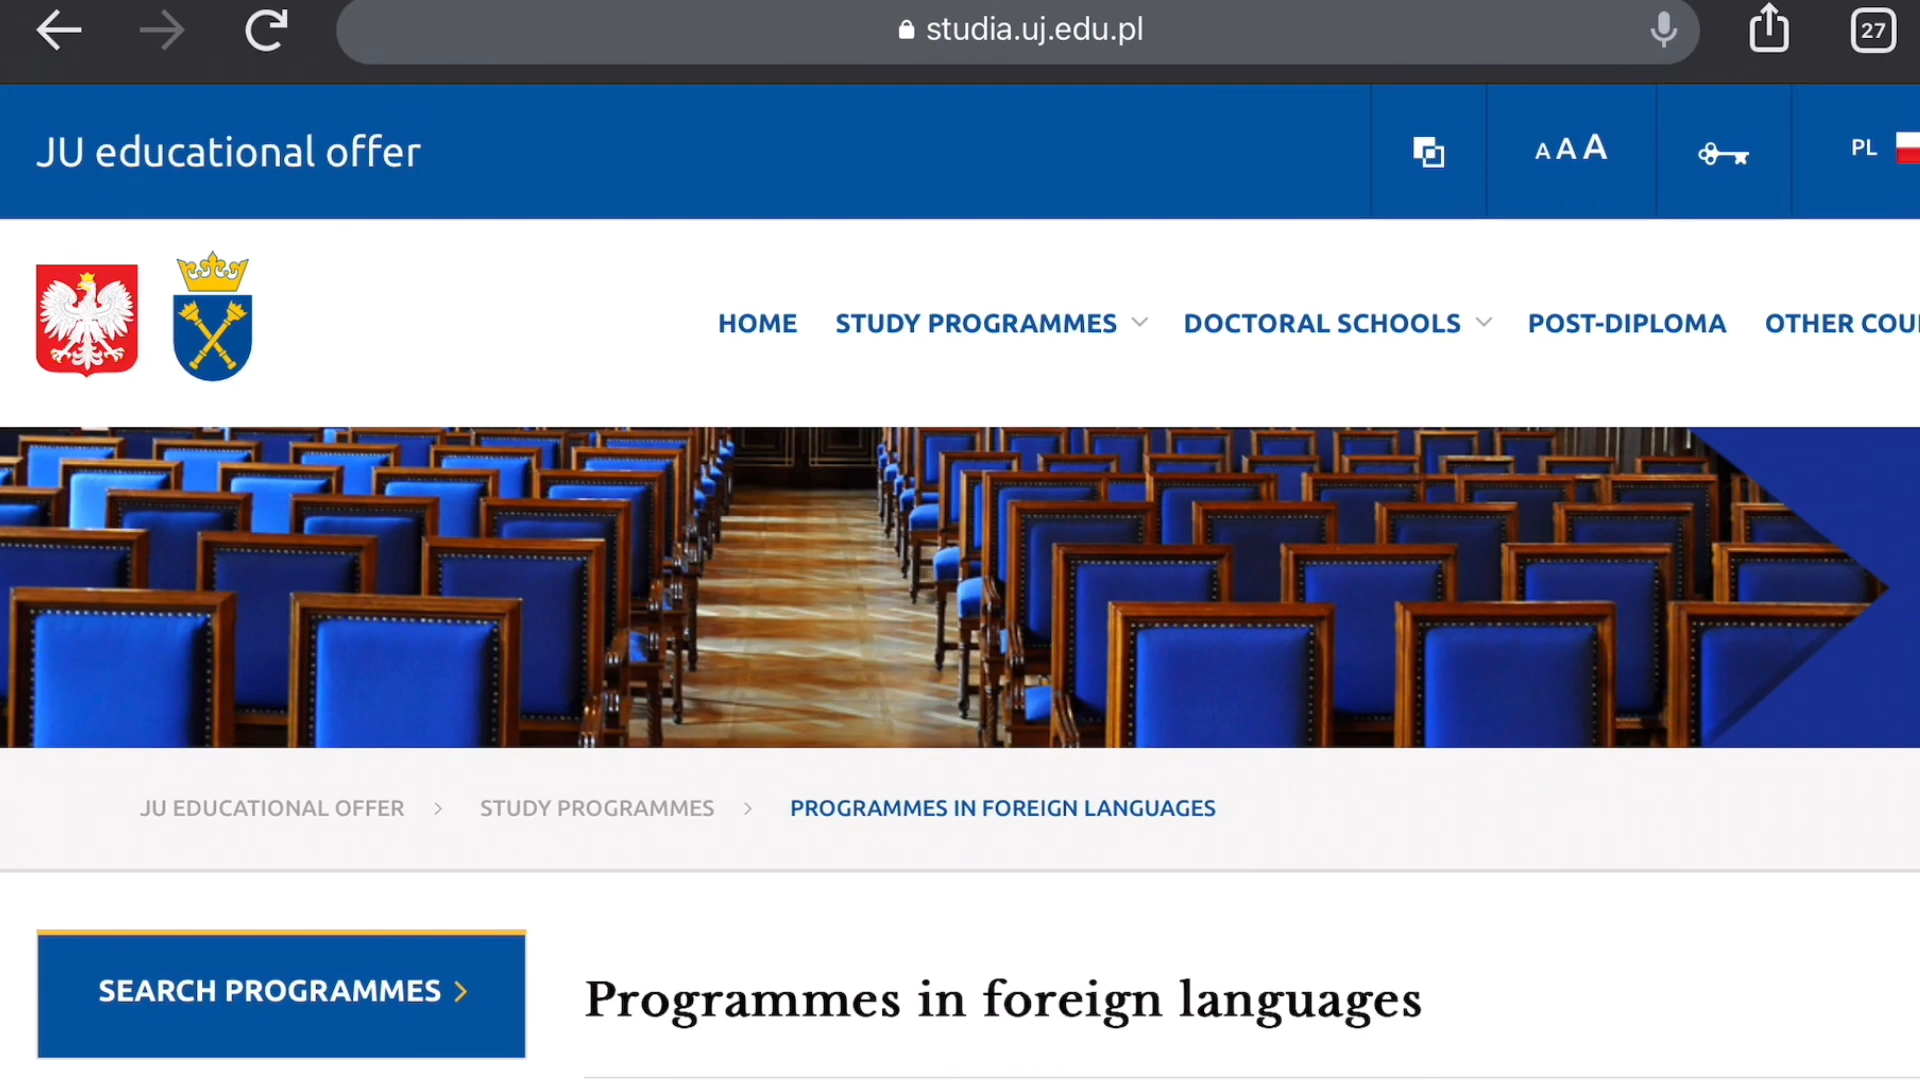 studia.uj.edu.pl
27
JU educational offer
A A A
PL
HOME
STUDY PROGRAMMES
DOCTORAL SCHOOLS
POST-DIPLOMA
OTHER COU
JU EDUCATIONAL OFFER > STUDY PROGRAMMES > PROGRAMMES IN FOREIGN LANGUAGES
SEARCH PROGRAMMES >
Programmes in foreign languages